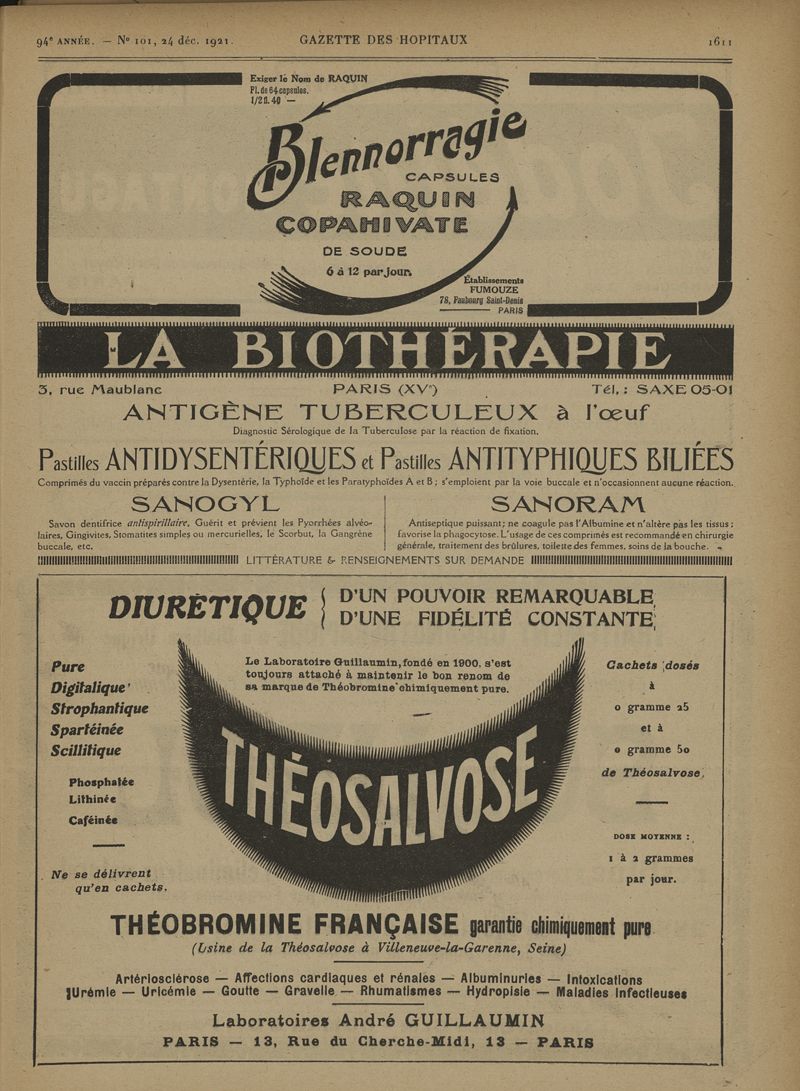 94e ANNÉE. — No 101, 24 déc. 1921.
GAZETTE DES HOPITAUX
1611
Exiger le Nom de RAQUIN
Fl. de 64 capsules.
1/2 fl. 40 —
Blennorragie
CAPSULES
RAQUIN
COPAHIVATE
DE SOUDE
6 à 12 par Jour.
Établissements
FUMOUZE
78, Faubourg Saint-Denis
PARIS
LA BIOTHÉRAPIE
3, rue Maublanc PARIS (XVe) Tél. : SAXE 05-01
ANTIGÈNE TUBERCULEUX à l'œuf
Diagnostic Sérologique de la Tuberculose par la réaction de fixation.
Pastilles ANTIDYSENTÉRIQUES et Pastilles ANTITYPHIQUES BILIÉES
Comprimés du vaccin préparés contre la Dysentérie, la Typhoïde et les Paratyphoïdes A et B ; s'emploient par la voie buccale et n'occasionnent aucune réaction.
SANOGYL
Savon dentifrice antispirillaire, Guérit et prévient les Pyorrhées alvéo-
laires, Gingivites, Stomatites simples ou mercurielles, le Scorbut, la Gangrène
buccale, etc.
SANORAM
Antiseptique puissant; ne coagule pas l'Albumine et n'altère pas les tissus :
favorise la phagocytose. L'usage de ces comprimés est recommandé en chirurgie
générale, traitement des brûlures, toilette des femmes, soins de la bouche.
LITTÉRATURE & RENSEIGNEMENTS SUR DEMANDE
DIURÉTIQUE
D'UN POUVOIR REMARQUABLE
D'UNE FIDÉLITÉ CONSTANTE
Le Laboratoire Guillaumin, fondé en 1900, s'est
toujours attaché à maintenir le bon renom de
sa marque de Théobromine chimiquement pure.
Pure
Digitalique
Strophantique
Spartéinée
Scillitique
Phosphatée
Lithinée
Caféinée
Ne se délivrent
qu'en cachets.
THÉOSALVOSE
Cachets dosés
à
0 gramme 25
et à
0 gramme 50
de Théosalvose.
DOSE MOYENNE :
1 à 2 grammes
par jour.
THÉOBROMINE FRANÇAISE garantie chimiquement pure
(Usine de la Théosalvose à Villeneuve-la-Garenne, Seine)
Artériosclérose — Affections cardiaques et rénales — Albuminuries — Intoxications
Urémie — Uricémie — Goutte — Gravelle — Rhumatismes — Hydropisie — Maladies Infectieuses
Laboratoires André GUILLAUMIN
PARIS — 13, Rue du Cherche-Midi, 13 — PARIS